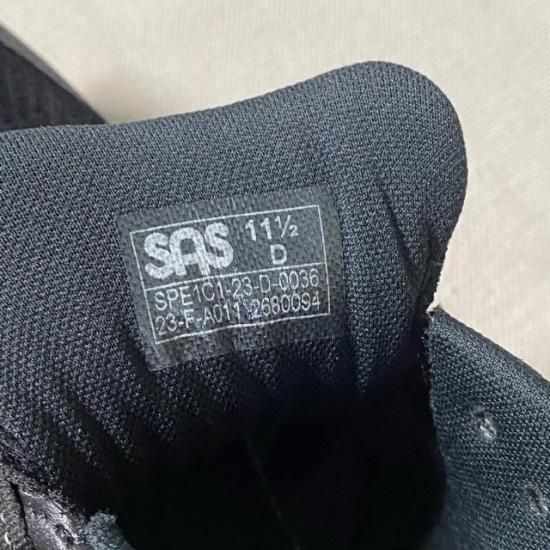 SAS 11½
D
SPE1C1-23-D-0036
23-F-A011 2680094